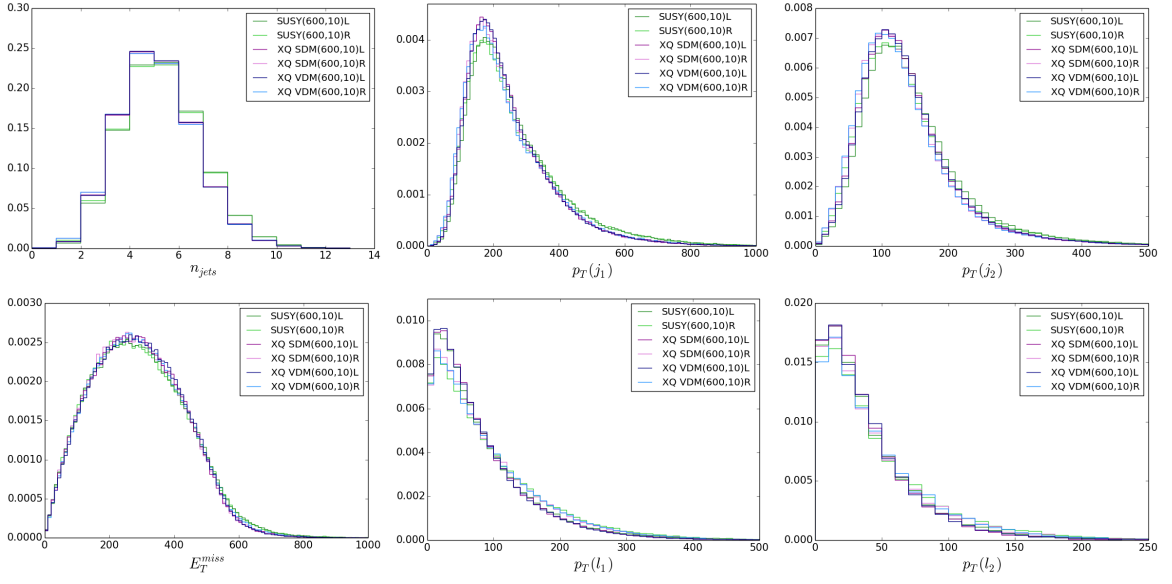 0.30
0.25
0.20
0.15
0.10
0.05
0.00
0 2 4 6 8 10 12 14
n_jets
SUSY(600,10)L
SUSY(600,10)R
XQ SDM(600,10)L
XQ SDM(600,10)R
XQ VDM(600,10)L
XQ VDM(600,10)R
0.004
0.003
0.002
0.001
0.000
0 200 400 600 800 1000
p_T(j_1)
SUSY(600,10)L
SUSY(600,10)R
XQ SDM(600,10)L
XQ SDM(600,10)R
XQ VDM(600,10)L
XQ VDM(600,10)R
0.008
0.007
0.006
0.005
0.004
0.003
0.002
0.001
0.000
0 100 200 300 400 500
p_T(j_2)
SUSY(600,10)L
SUSY(600,10)R
XQ SDM(600,10)L
XQ SDM(600,10)R
XQ VDM(600,10)L
XQ VDM(600,10)R
0.0030
0.0025
0.0020
0.0015
0.0010
0.0005
0.0000
0 200 400 600 800 1000
E_T^miss
SUSY(600,10)L
SUSY(600,10)R
XQ SDM(600,10)L
XQ SDM(600,10)R
XQ VDM(600,10)L
XQ VDM(600,10)R
0.010
0.008
0.006
0.004
0.002
0.000
0 100 200 300 400 500
p_T(l_1)
SUSY(600,10)L
SUSY(600,10)R
XQ SDM(600,10)L
XQ SDM(600,10)R
XQ VDM(600,10)L
XQ VDM(600,10)R
0.020
0.015
0.010
0.005
0.000
0 50 100 150 200 250
p_T(l_2)
SUSY(600,10)L
SUSY(600,10)R
XQ SDM(600,10)L
XQ SDM(600,10)R
XQ VDM(600,10)L
XQ VDM(600,10)R